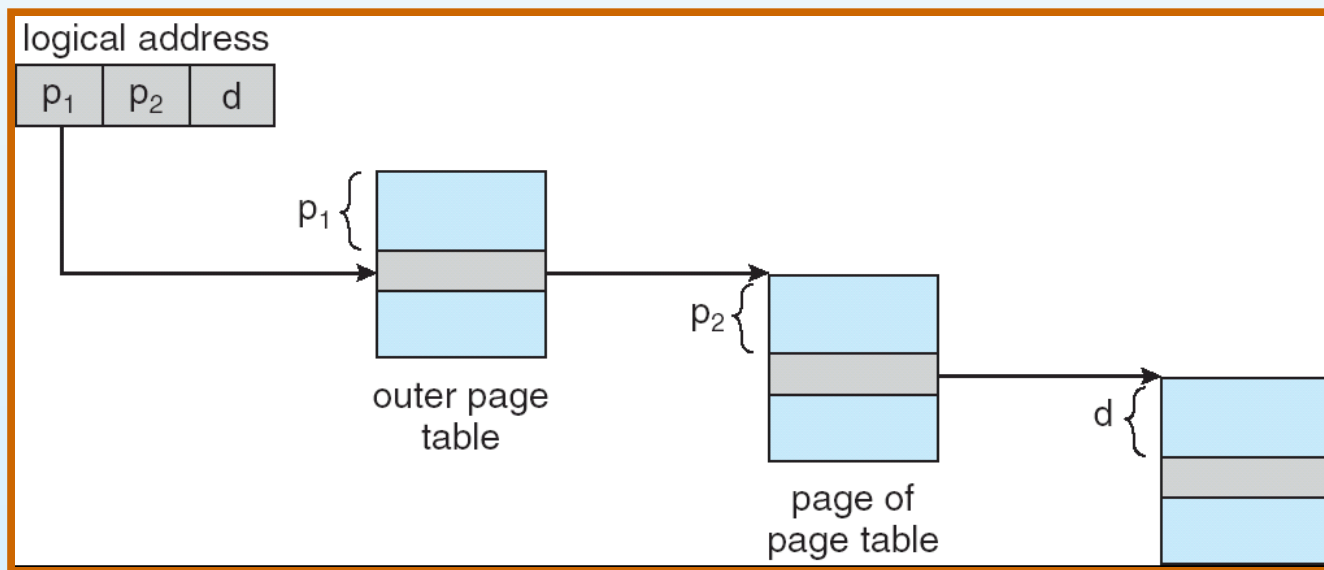 logical address
p₁ p₂ d
p₁
outer page
table
p₂
page of
page table
d